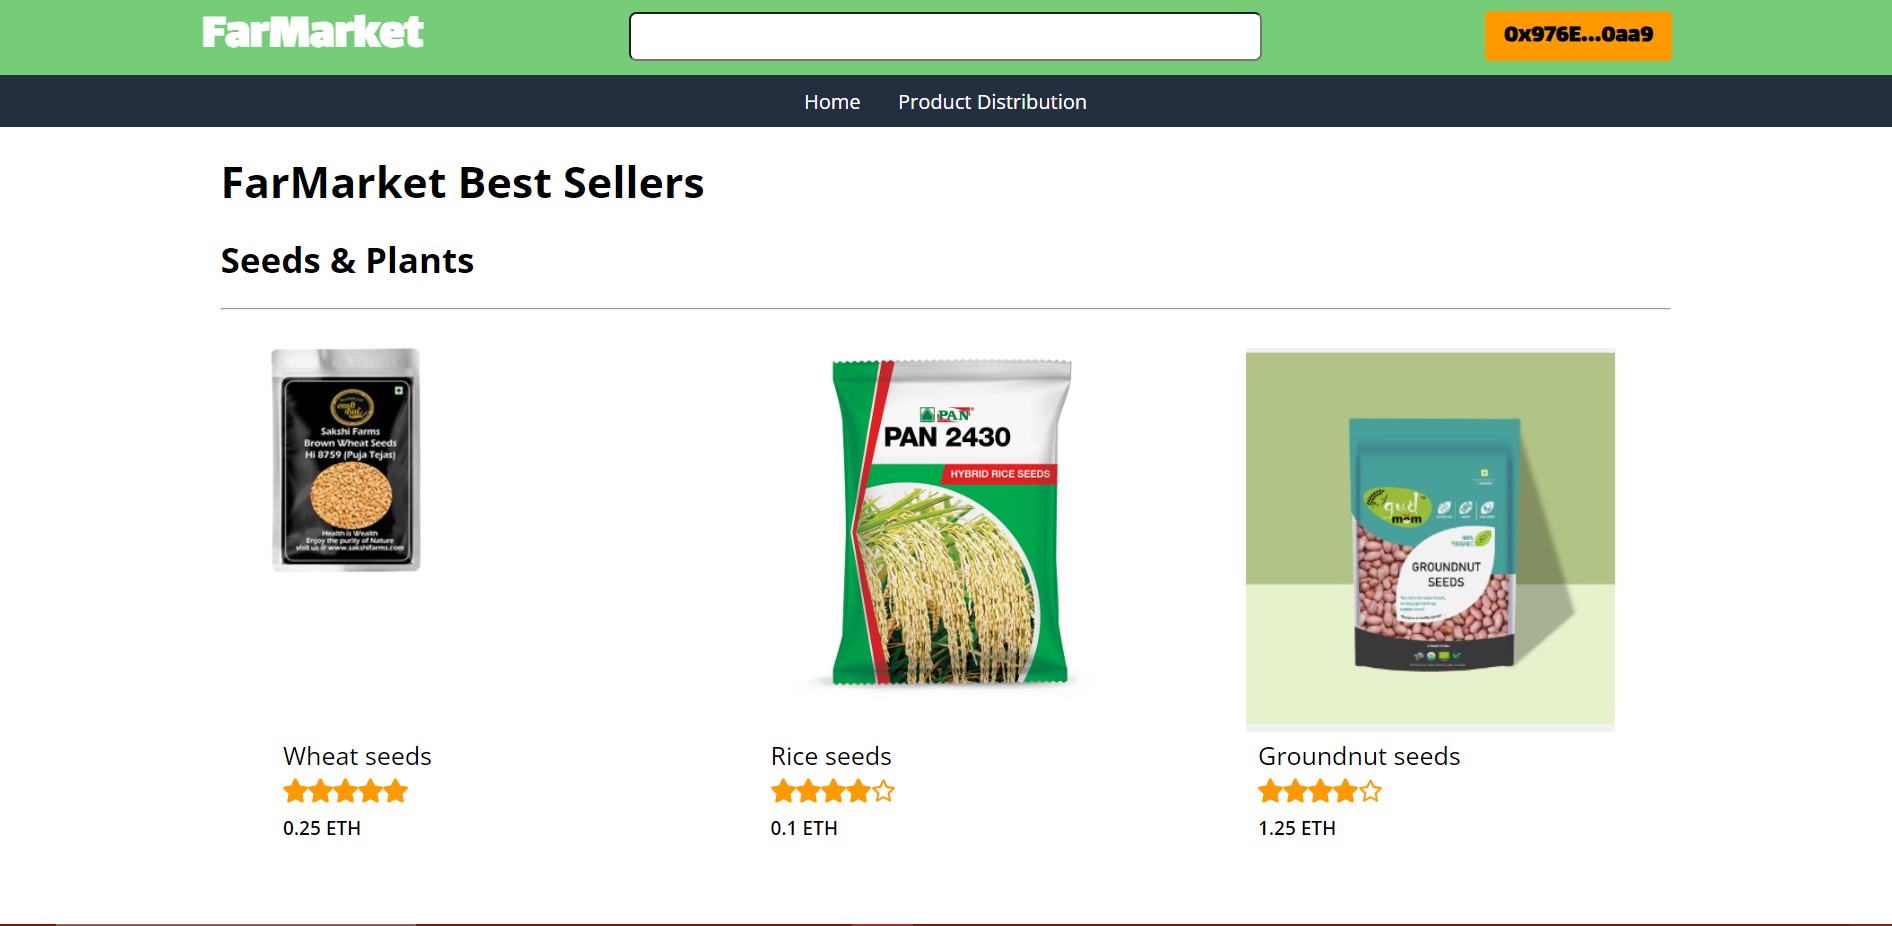 FarMarket
0x976E...0aa9
Home Product Distribution
FarMarket Best Sellers
Seeds & Plants
Sakshi Farms
Brown Wheat Seeds
Hi 8759 (Puja Tejas)
Health is Wealth
Enjoy the purity of Nature
visit us @ www.sakshifarms.com
PAN
PAN 2430
HYBRID RICE SEEDS
gud
mom
100%
ORGANIC
GROUNDNUT
SEEDS
Wheat seeds
0.25 ETH
Rice seeds
0.1 ETH
Groundnut seeds
1.25 ETH